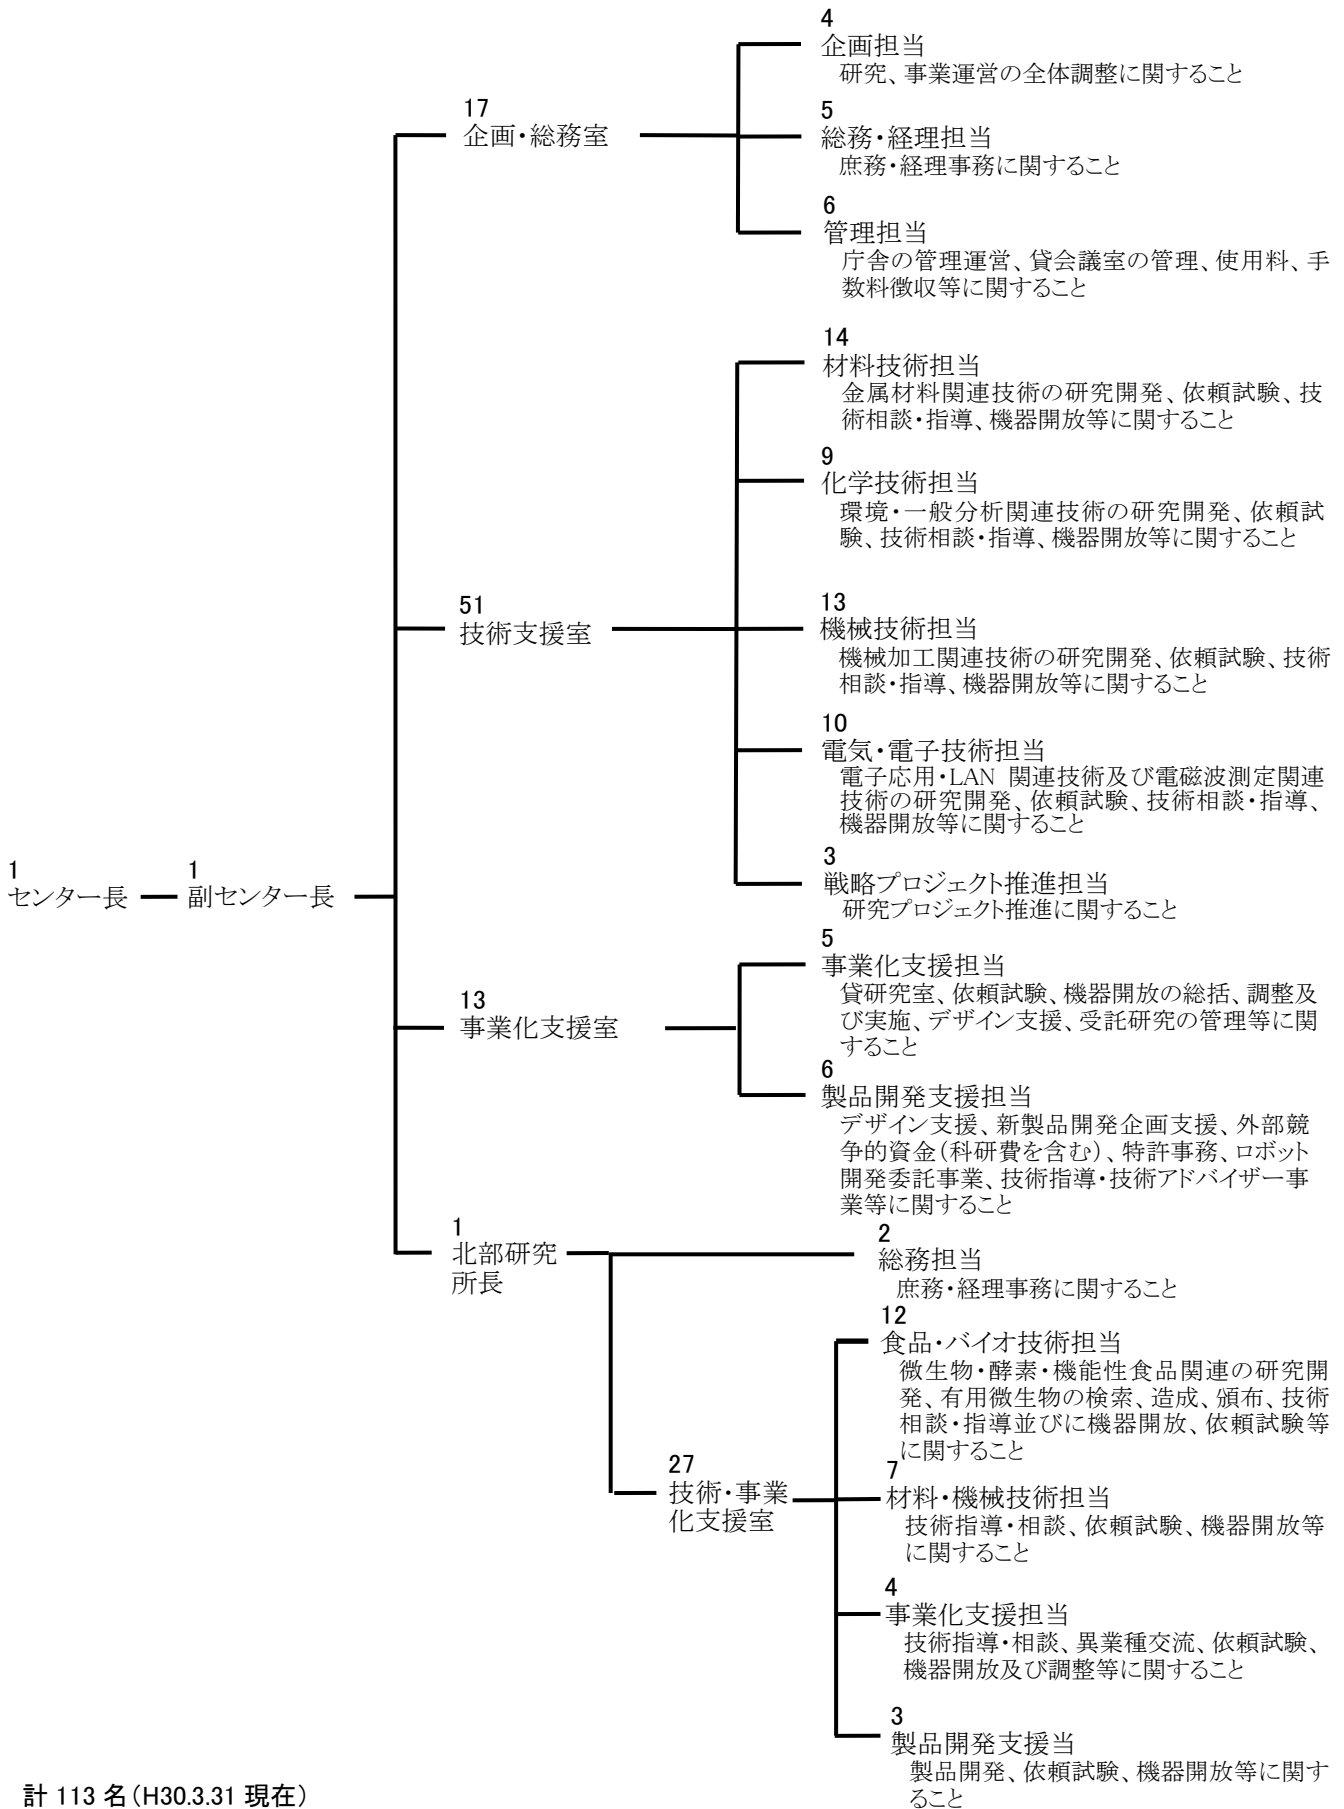 4
企画担当
研究、事業運営の全体調整に関すること
17
企画・総務室
5
総務・経理担当
庶務・経理事務に関すること
6
管理担当
庁舎の管理運営、貸会議室の管理、使用料、手
数料徴収等に関すること
14
材料技術担当
金属材料関連技術の研究開発、依頼試験、技
術相談・指導、機器開放等に関すること
9
化学技術担当
環境・一般分析関連技術の研究開発、依頼試
験、技術相談・指導、機器開放等に関すること
51
技術支援室
13
機械技術担当
機械加工関連技術の研究開発、依頼試験、技術
相談・指導、機器開放等に関すること
10
電気・電子技術担当
電子応用・LAN 関連技術及び電磁波測定関連
技術の研究開発、依頼試験、技術相談・指導、
機器開放等に関すること
1
センター長
1
副センター長
3
戦略プロジェクト推進担当
研究プロジェクト推進に関すること
5
事業化支援担当
貸研究室、依頼試験、機器開放の総括、調整及
び実施、デザイン支援、受託研究の管理等に関
すること
13
事業化支援室
6
製品開発支援担当
デザイン支援、新製品開発企画支援、外部競
争的資金(科研費を含む)、特許事務、ロボット
開発委託事業、技術指導・技術アドバイザー事
業等に関すること
1
北部研究
所長
2
総務担当
庶務・経理事務に関すること
12
食品・バイオ技術担当
微生物・酵素・機能性食品関連の研究開
発、有用微生物の検索、造成、頒布、技術
相談・指導並びに機器開放、依頼試験等
に関すること
27
技術・事業
化支援室
7
材料・機械技術担当
技術指導・相談、依頼試験、機器開放等
に関すること
4
事業化支援担当
技術指導・相談、異業種交流、依頼試験、
機器開放及び調整等に関すること
3
製品開発支援当
製品開発、依頼試験、機器開放等に関す
ること
計 113 名(H30.3.31 現在)